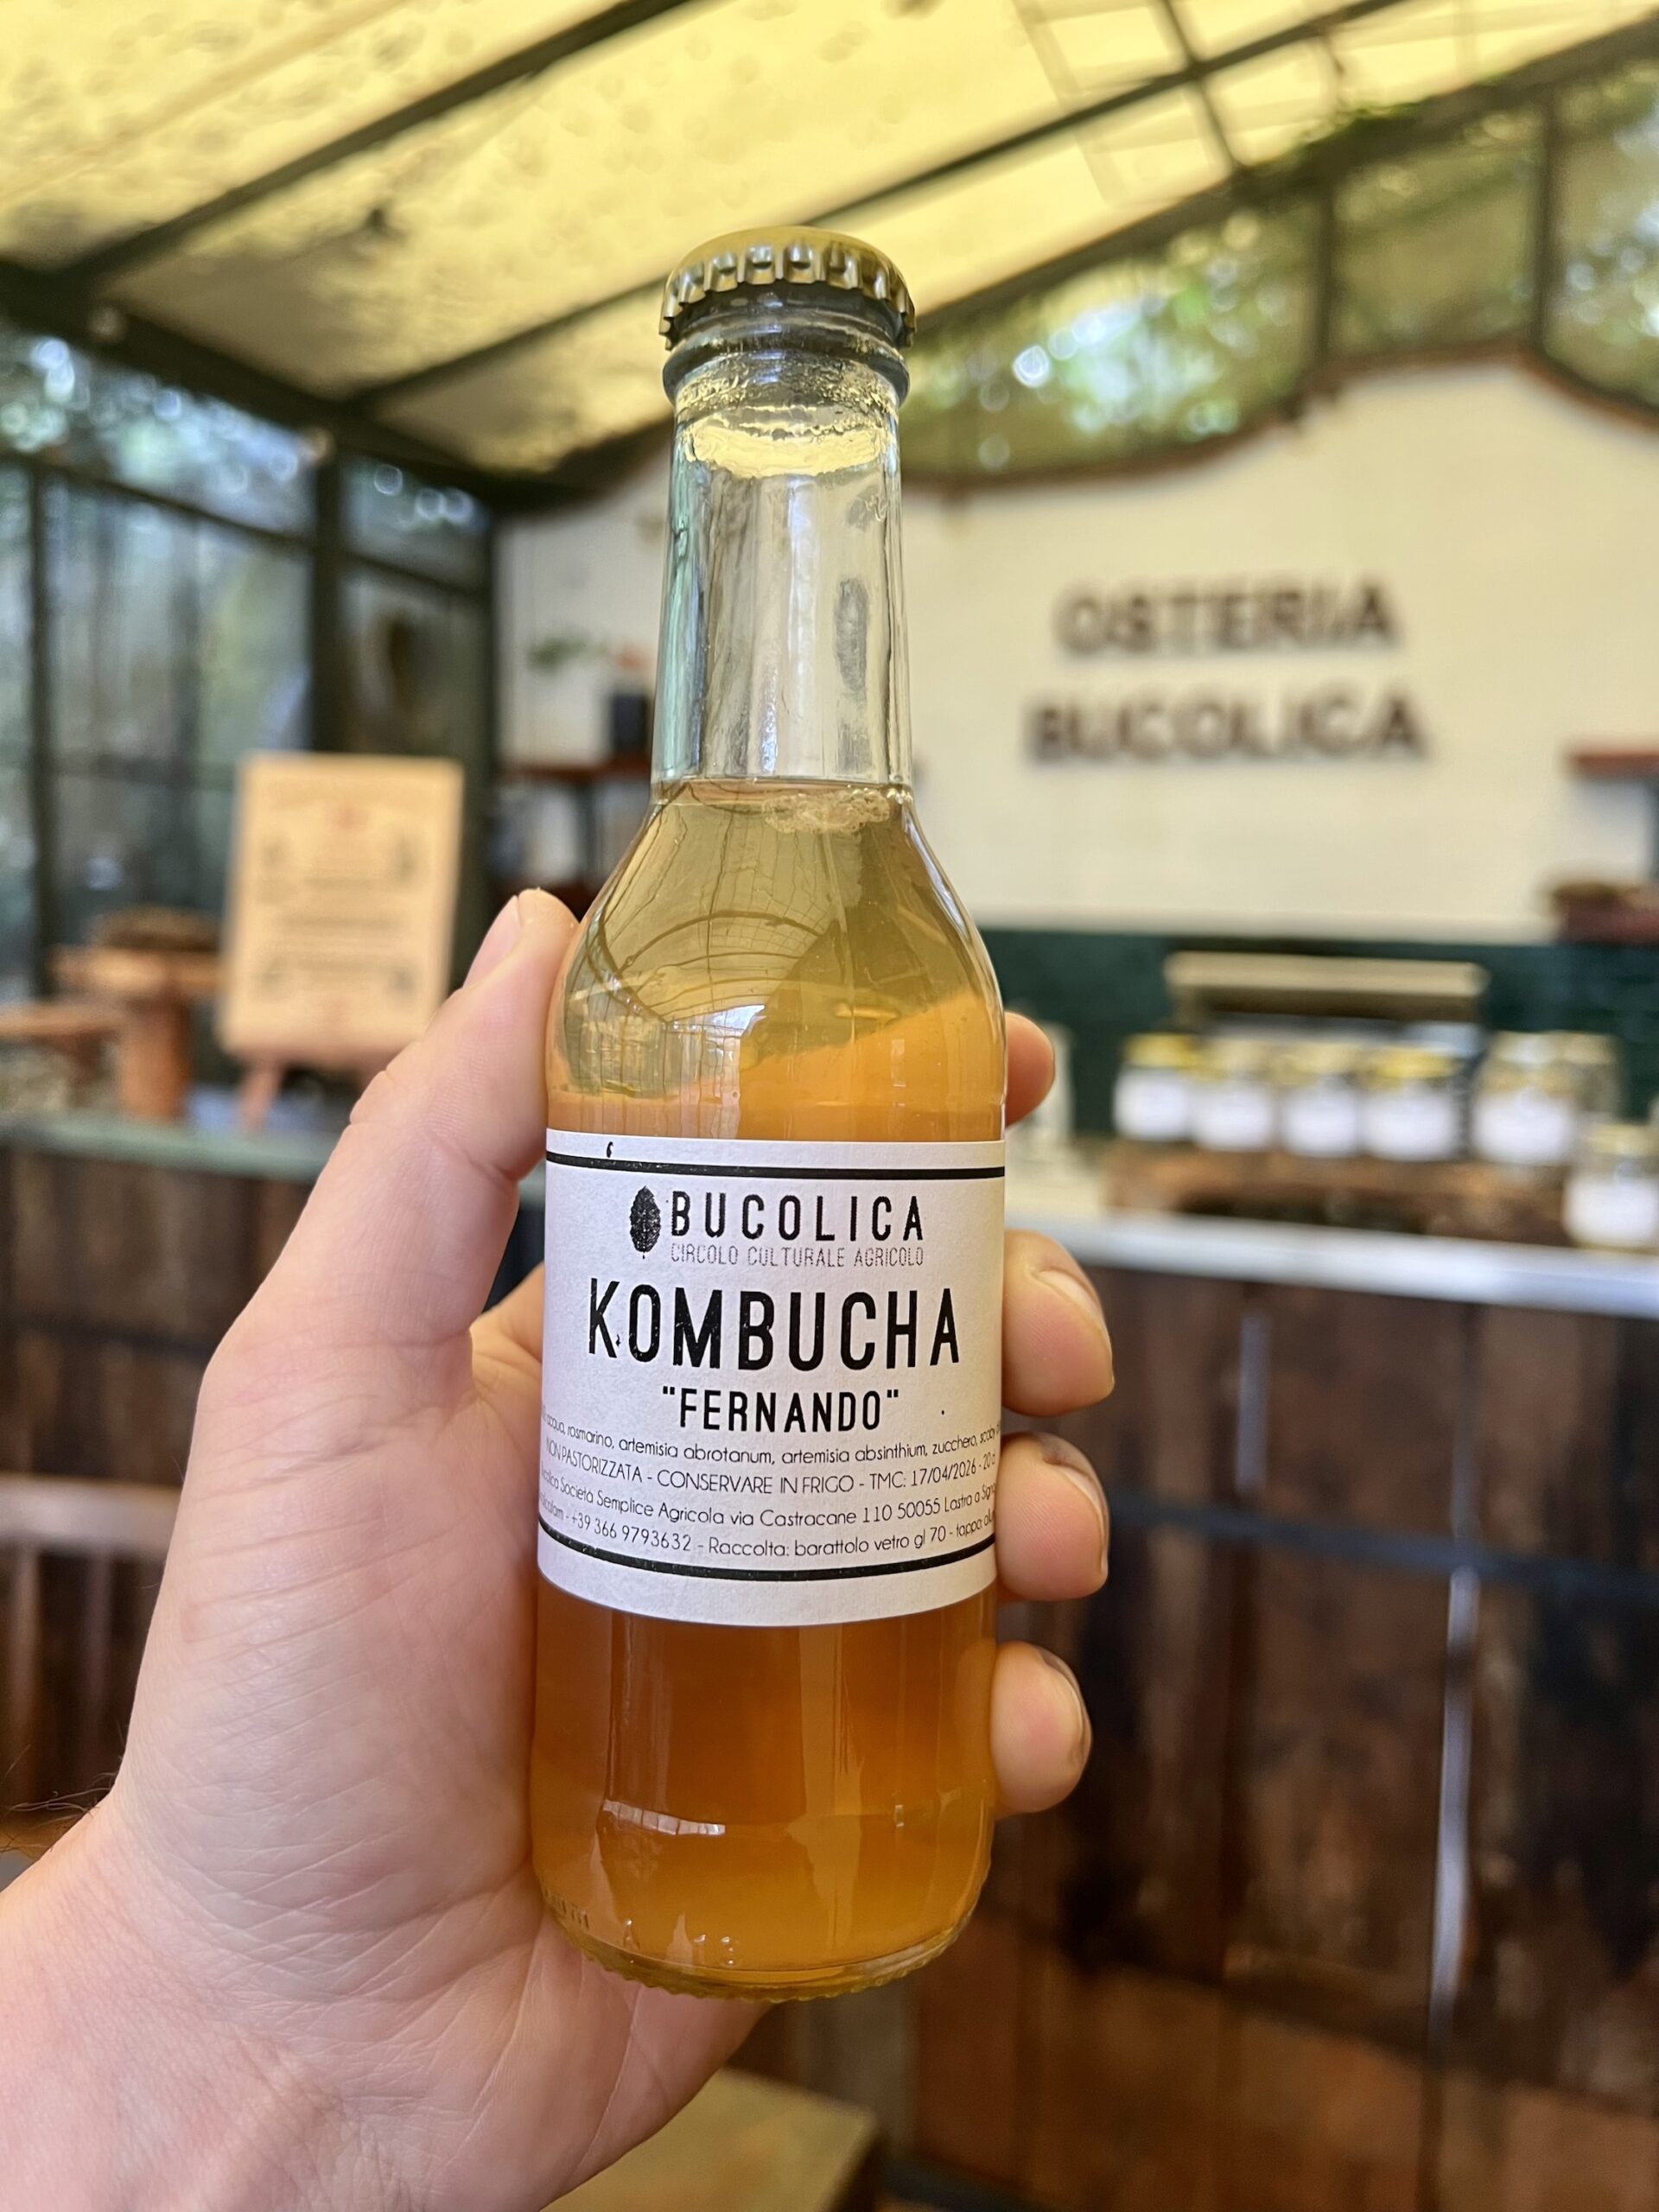 OSTERIA
BUCOLICA
BUCOLICA
CIRCOLO CULTURALE AGRICOLO
KOMBUCHA
"FERNANDO"
acqua, rosmarino, artemisia abrotanum, artemisia absinthium, zucchero,
NON PASTORIZZATA - CONSERVARE IN FRIGO - TMC: 17/04/2026 - 20
Società Semplice Agricola via Castracane 110 50055 Lastra a
- +39 366 9793632 - Raccolta: barattolo vetro gl 70 - tappo